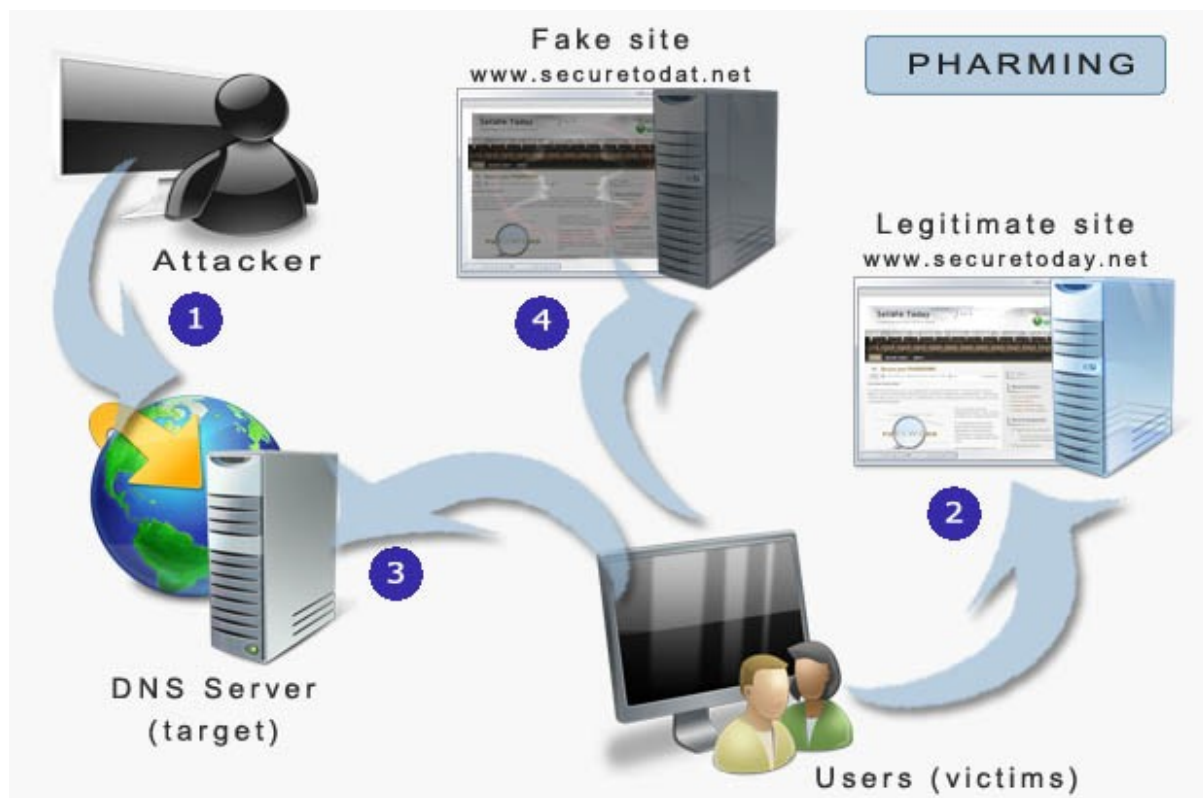 Fake site
www.securetodat.net
PHARMING
Attacker
1
4
Legitimate site
www.securetoday.net
2
3
DNS Server
(target)
Users (victims)